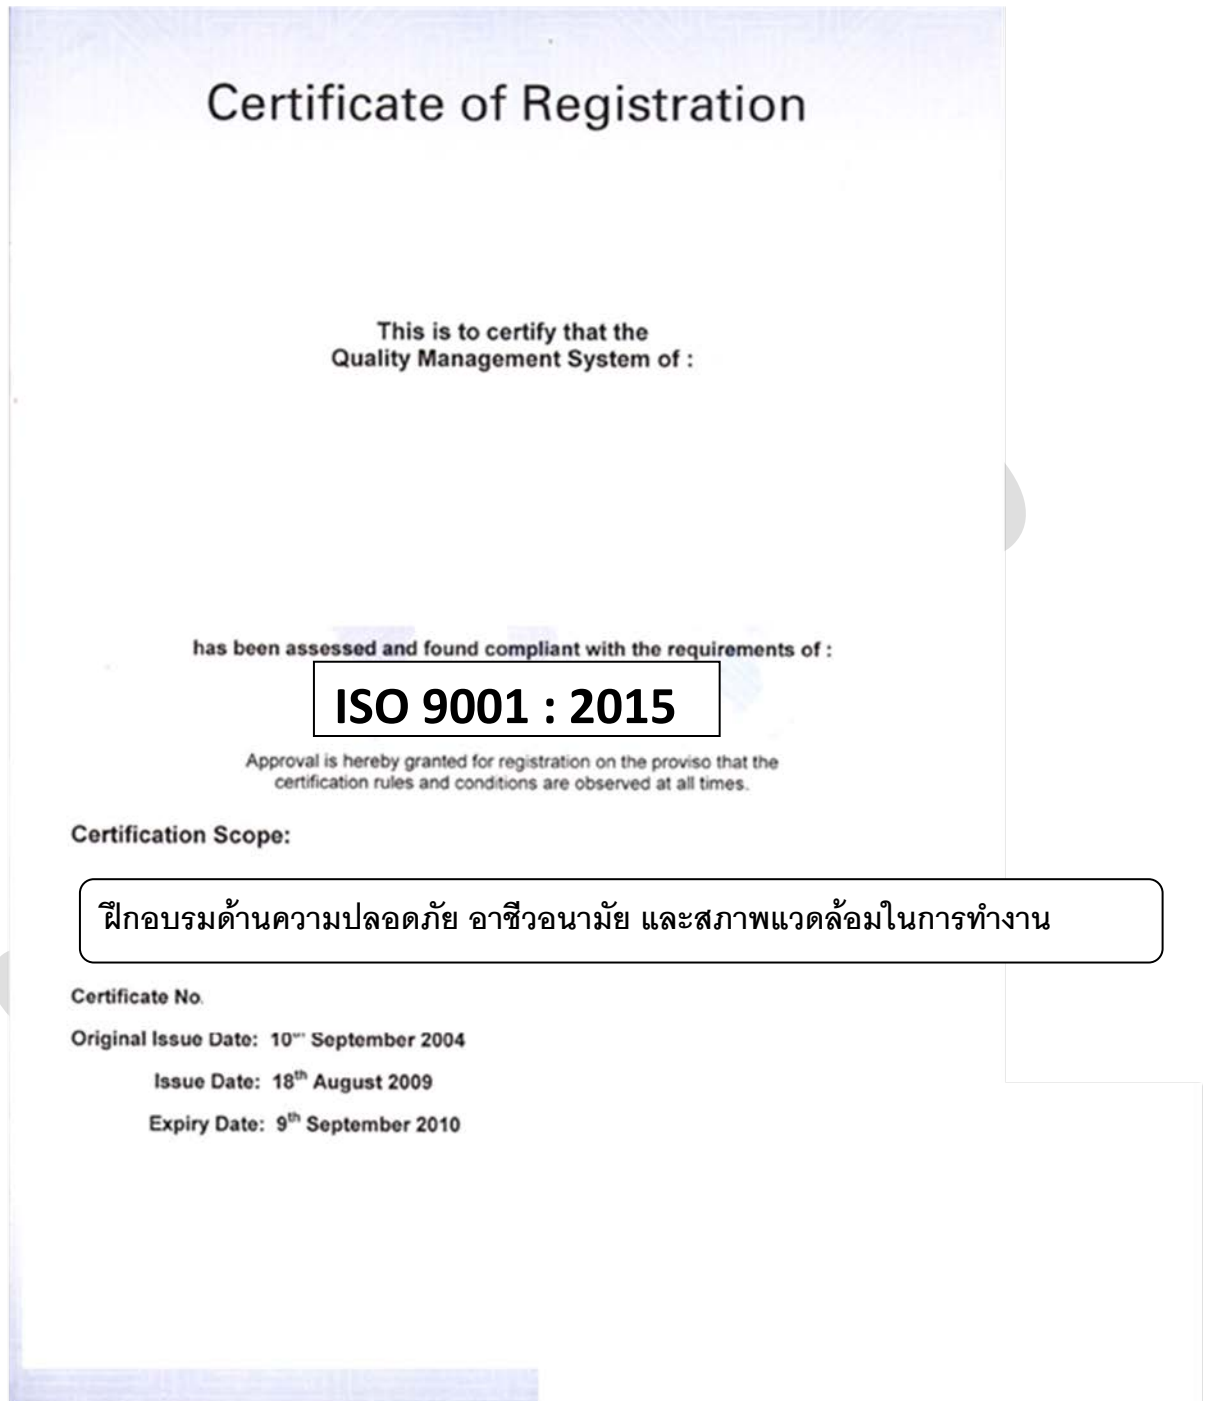 Certificate of Registration
This is to certify that the
Quality Management System of :
has been assessed and found compliant with the requirements of :
ISO 9001 : 2015
Approval is hereby granted for registration on the proviso that the
certification rules and conditions are observed at all times.
Certification Scope:
ฝึกอบรมด้านความปลอดภัย อาชีวอนามัย และสภาพแวดล้อมในการทำงาน
Certificate No.
Original Issue Date: 10th September 2004
Issue Date: 18th August 2009
Expiry Date: 9th September 2010